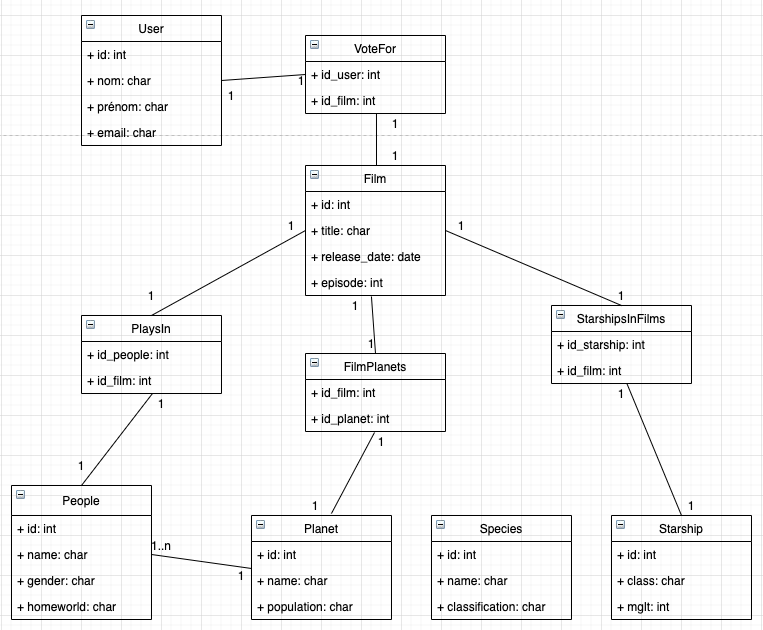 User
+ id: int
+ nom: char
+ prénom: char
+ email: char
VoteFor
+ id_user: int
+ id_film: int
1
1
1
1
Film
+ id: int
+ title: char
+ release_date: date
+ episode: int
1
1
1
1
1
1
PlaysIn
+ id_people: int
+ id_film: int
FilmPlanets
+ id_film: int
+ id_planet: int
StarshipsInFilms
+ id_starship: int
+ id_film: int
1
1
1
1
1
1
People
+ id: int
+ name: char
+ gender: char
+ homeworld: char
1..n
1
Planet
+ id: int
+ name: char
+ population: char
Species
+ id: int
+ name: char
+ classification: char
Starship
+ id: int
+ class: char
+ mglt: int